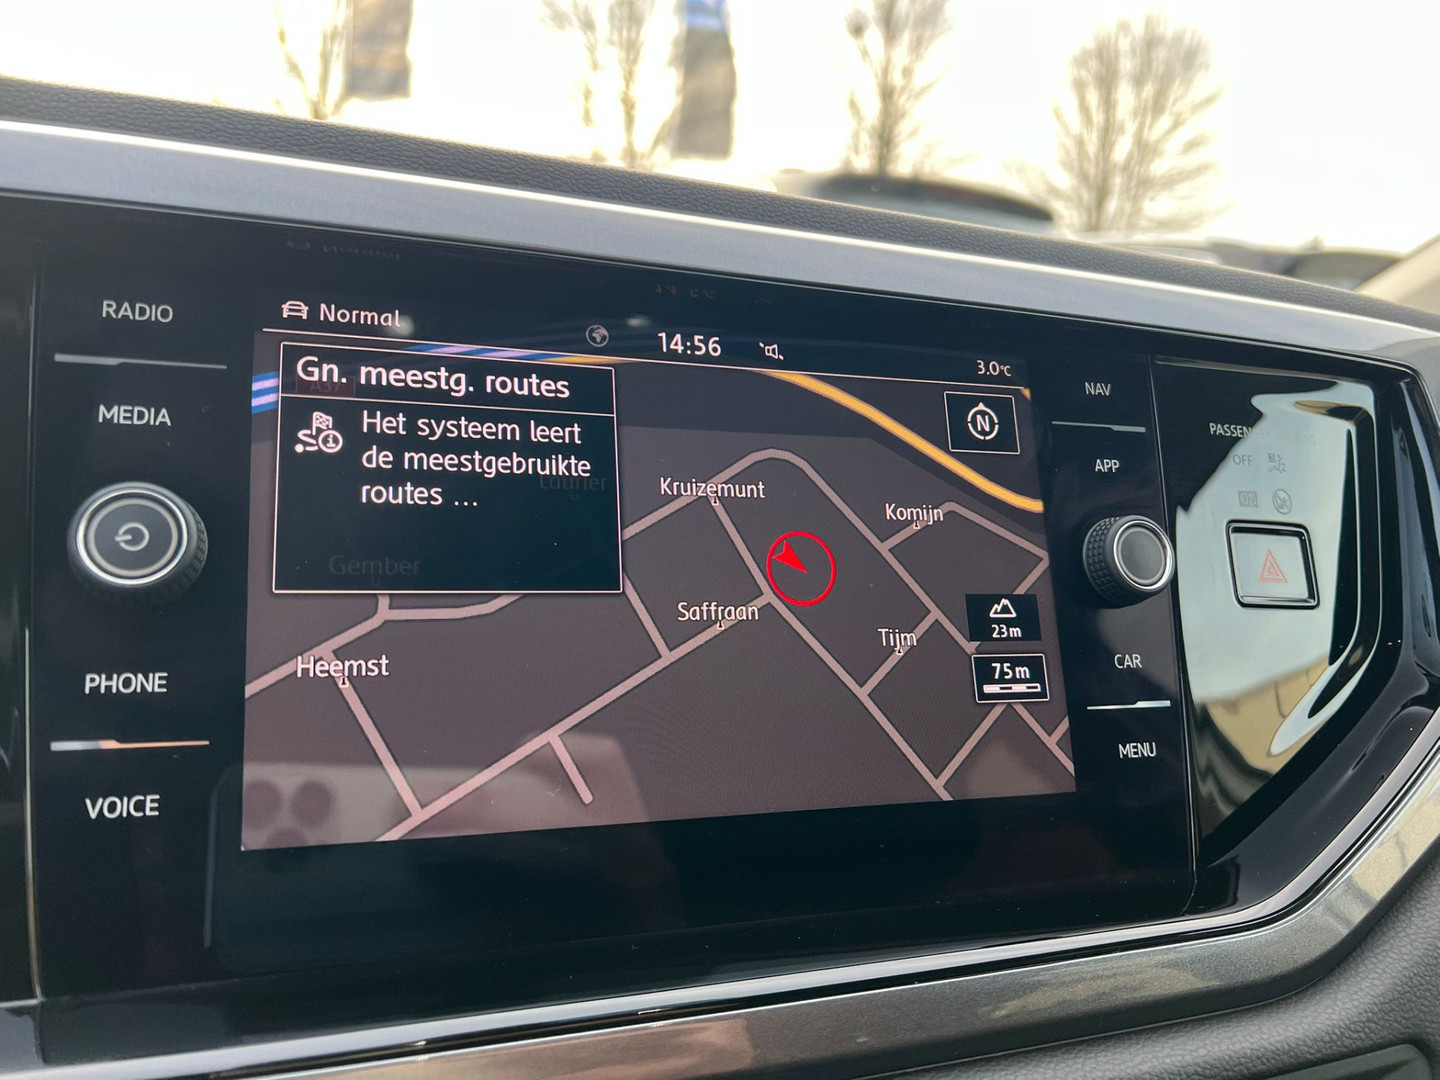 RADIO
MEDIA
PHONE
VOICE
Normal
14:56
3.0°C
Gn. meestg. routes
Het systeem leert
de meestgebruikte
routes ...
Laurier
Gember
Kruizemunt
Komijn
N
Saffraan
Tijm
Heemst
23m
75m
NAV
APP
CAR
MENU
OFF